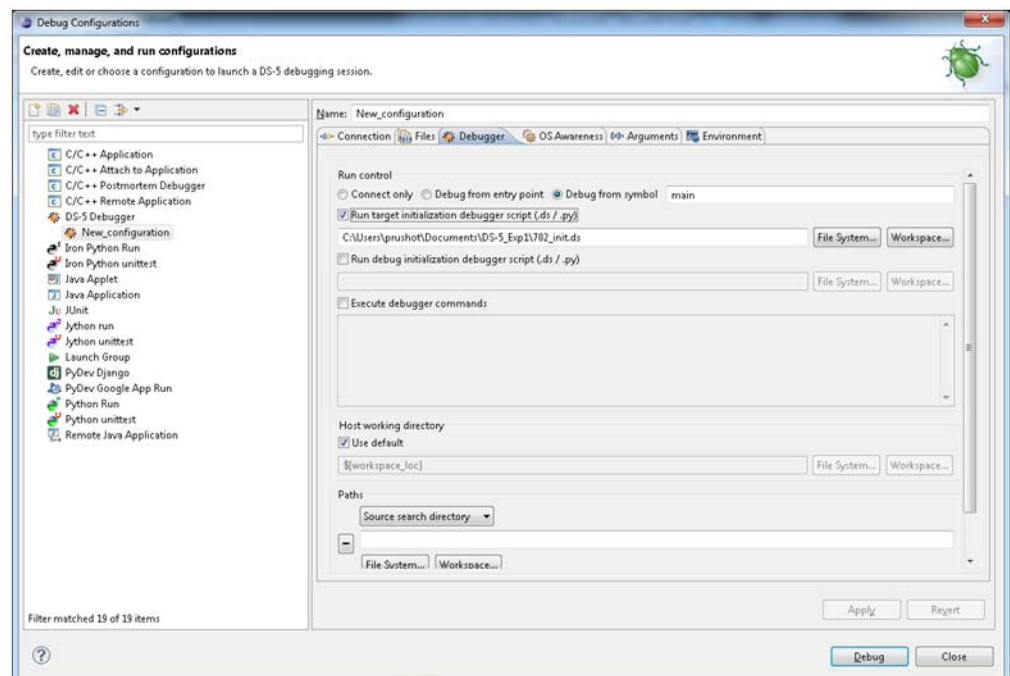 Debug Configurations
Create, manage, and run configurations
Create, edit or choose a configuration to launch a DS-5 debugging session.
type filter text
C/C++ Application
C/C++ Attach to Application
C/C++ Postmortem Debugger
C/C++ Remote Application
DS-5 Debugger
New_configuration
Iron Python Run
Iron Python unittest
Java Applet
Java Application
Ju JUnit
Jython run
Jython unittest
Launch Group
PyDev Django
PyDev Google App Run
Python Run
Python unittest
Remote Java Application
Filter matched 19 of 19 items
Name: New_configuration
Connection Files Debugger OS Awareness (x)= Arguments Environment
Run control
Connect only Debug from entry point Debug from symbol main
Run target initialization debugger script (.ds / .py)
C:\Users\prushot\Documents\DS-5_Exp1\702_init.ds File System... Workspace...
Run debug initialization debugger script (.ds / .py)
File System... Workspace...
Execute debugger commands
Host working directory
Use default
${workspace_loc} File System... Workspace...
Paths
Source search directory
File System... Workspace...
Apply Revert
Debug Close